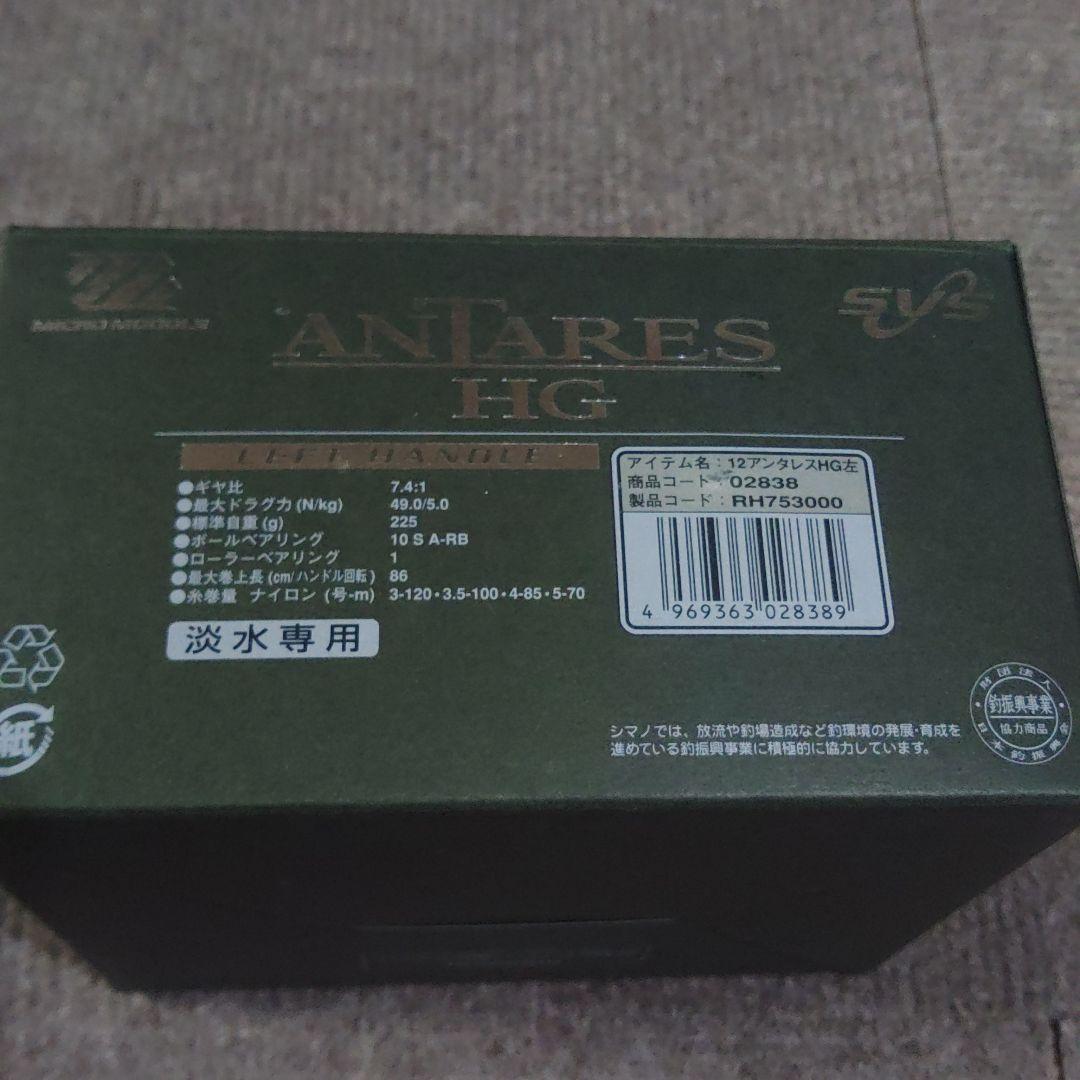 MICRO MODULE
SVS
ANTARES
HG
LEFT HANDLE
●ギヤ比 7.4:1
●最大ドラグ力(N/kg) 49.0/5.0
●標準自重(g) 225
●ボールベアリング 10 S A-RB
●ローラーベアリング 1
●最大巻上長(cm/ハンドル1回転) 86
●糸巻量 ナイロン(号-m) 3-120・3.5-100・4-85・5-70
淡水専用
アイテム名：12アンタレスHG左
商品コード：02838
製品コード：RH753000
4 969363 028389
紙
シマノでは、放流や釣場造成など釣環境の発展・育成を
進めている釣振興事業に積極的に協力しています。
財団法人
釣振興事業
協力商品
日本釣振興会